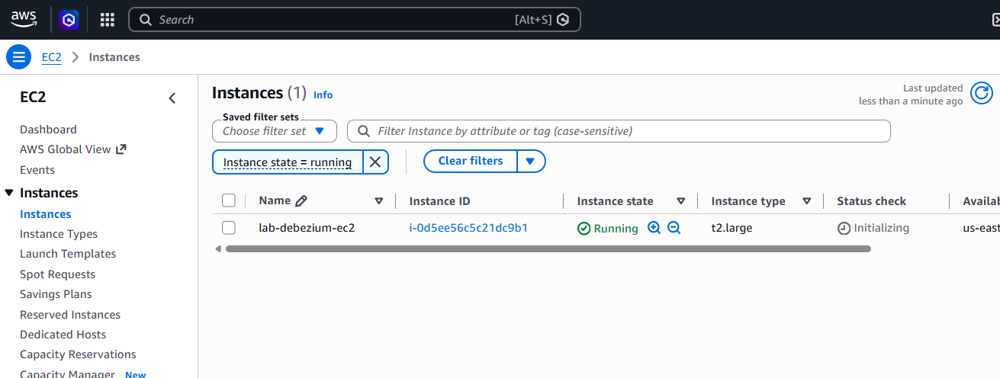 aws
Search [Alt+S]
EC2 > Instances
EC2
Dashboard
AWS Global View
Events
Instances
Instances
Instance Types
Launch Templates
Spot Requests
Savings Plans
Reserved Instances
Dedicated Hosts
Capacity Reservations
Capacity Manager New
Instances (1) Info
Last updated
less than a minute ago
Saved filter sets
Choose filter set
Filter Instance by attribute or tag (case-sensitive)
Instance state = running
Clear filters
Name Instance ID Instance state Instance type Status check Availab
lab-debezium-ec2 i-0d5ee56c5c21dc9b1 Running t2.large Initializing us-east